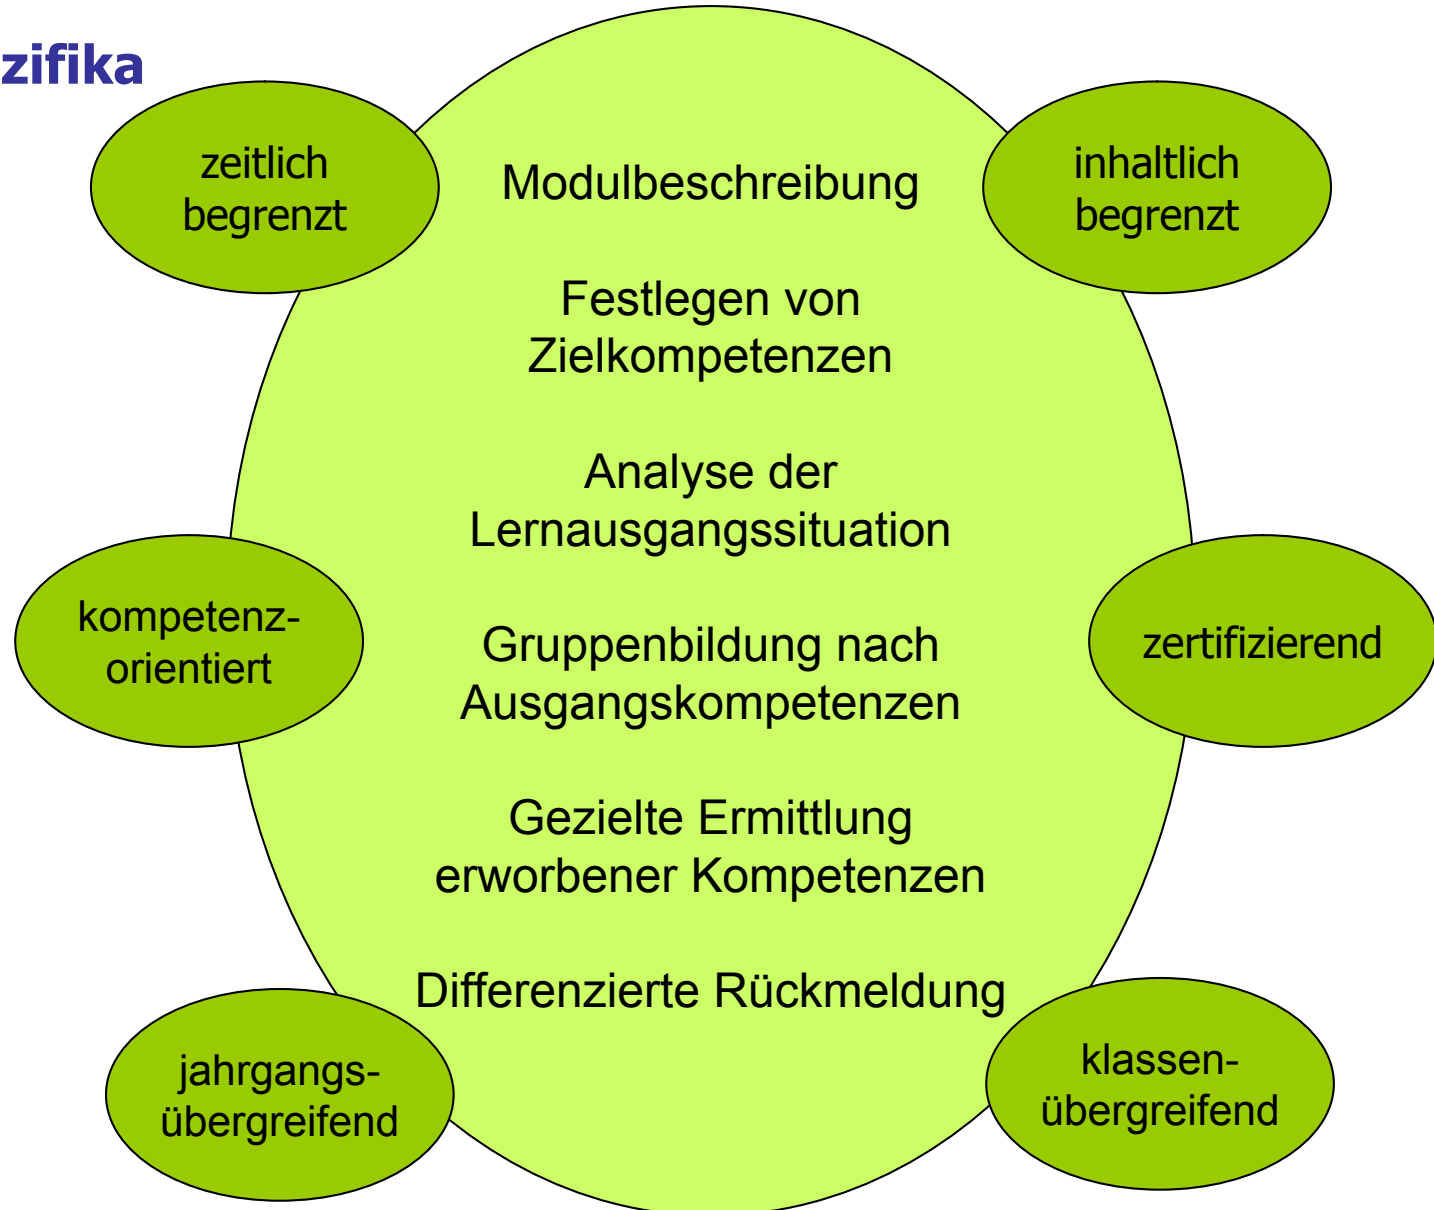 zifika
zeitlich
begrenzt
Modulbeschreibung
inhaltlich
begrenzt
Festlegen von
Zielkompetenzen
Analyse der
Lernausgangssituation
kompetenz-
orientiert
Gruppenbildung nach
Ausgangskompetenzen
zertifizierend
Gezielte Ermittlung
erworbener Kompetenzen
Differenzierte Rückmeldung
jahrgangs-
übergreifend
klassen-
übergreifend